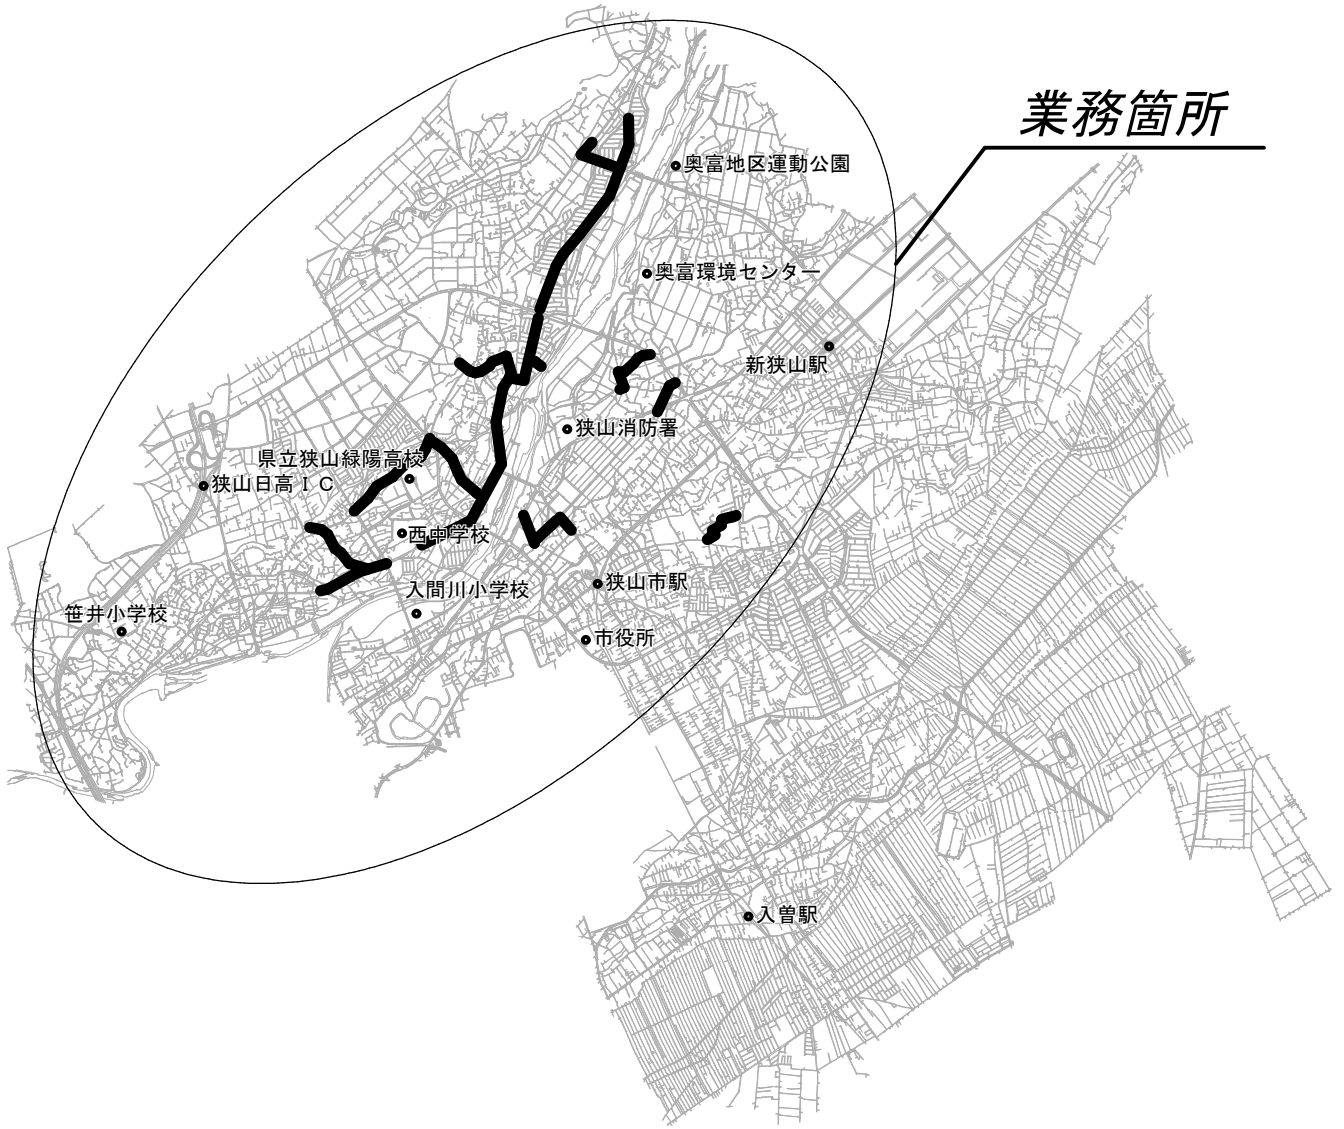 業務箇所
奥富地区運動公園
奥富環境センター
新狭山駅
狭山消防署
県立狭山緑陽高校
狭山日高ＩＣ
西中学校
狭山市駅
入間川小学校
笹井小学校
市役所
入曽駅